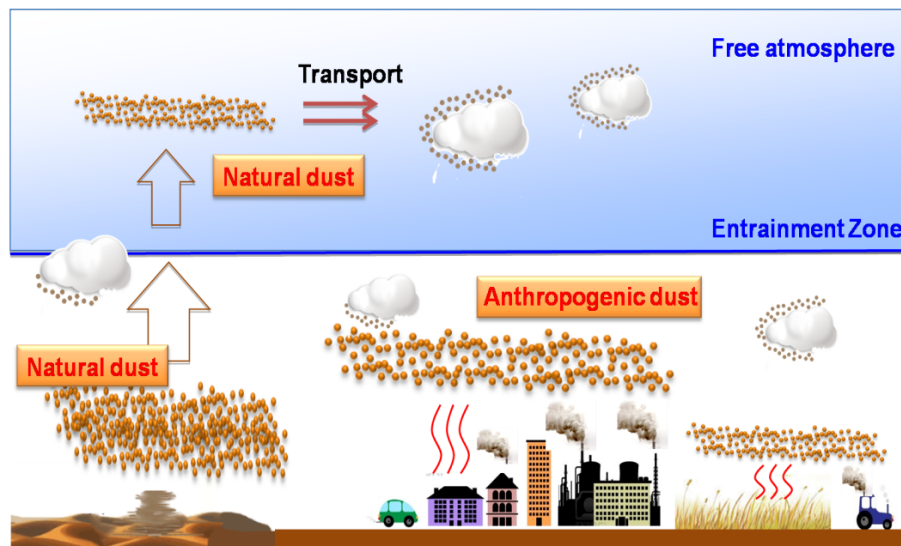 Free atmosphere
Transport
Natural dust
Entrainment Zone
Anthropogenic dust
Natural dust